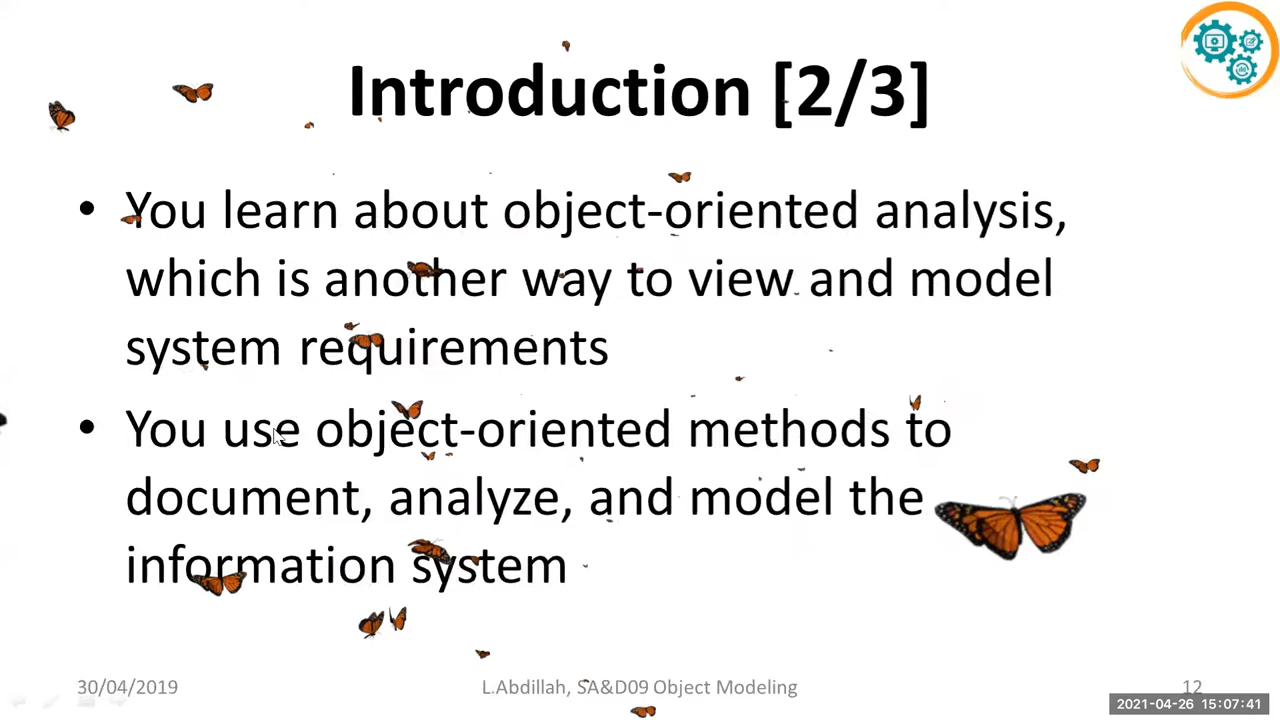 Introduction [2/3]
• You learn about object-oriented analysis,
which is another way to view and model
system requirements
• You use object-oriented methods to
document, analyze, and model the
information system
30/04/2019
L.Abdillah, SA&D09 Object Modeling
12
2021-04-26 15:07:41